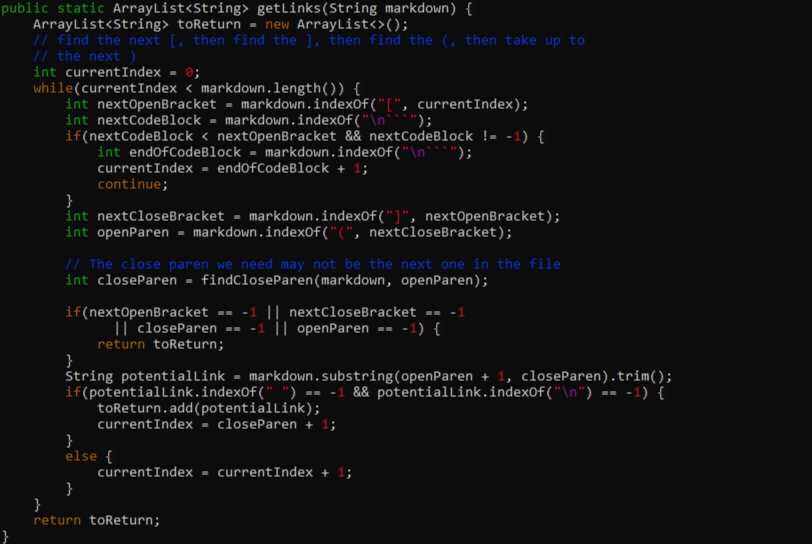 public static ArrayList<String> getLinks(String markdown) {
    ArrayList<String> toReturn = new ArrayList<>();
    // find the next [, then find the ], then find the (, then take up to
    // the next )
    int currentIndex = 0;
    while(currentIndex < markdown.length()) {
        int nextOpenBracket = markdown.indexOf("[", currentIndex);
        int nextCodeBlock = markdown.indexOf("\n```");
        if(nextCodeBlock < nextOpenBracket && nextCodeBlock != -1) {
            int endOfCodeBlock = markdown.indexOf("\n```");
            currentIndex = endOfCodeBlock + 1;
            continue;
        }
        int nextCloseBracket = markdown.indexOf("]", nextOpenBracket);
        int openParen = markdown.indexOf("(", nextCloseBracket);

        // The close paren we need may not be the next one in the file
        int closeParen = findCloseParen(markdown, openParen);

        if(nextOpenBracket == -1 || nextCloseBracket == -1
              || closeParen == -1 || openParen == -1) {
            return toReturn;
        }
        String potentialLink = markdown.substring(openParen + 1, closeParen).trim();
        if(potentialLink.indexOf(" ") == -1 && potentialLink.indexOf("\n") == -1) {
            toReturn.add(potentialLink);
            currentIndex = closeParen + 1;
        }
        else {
            currentIndex = currentIndex + 1;
        }
    }
    return toReturn;
}